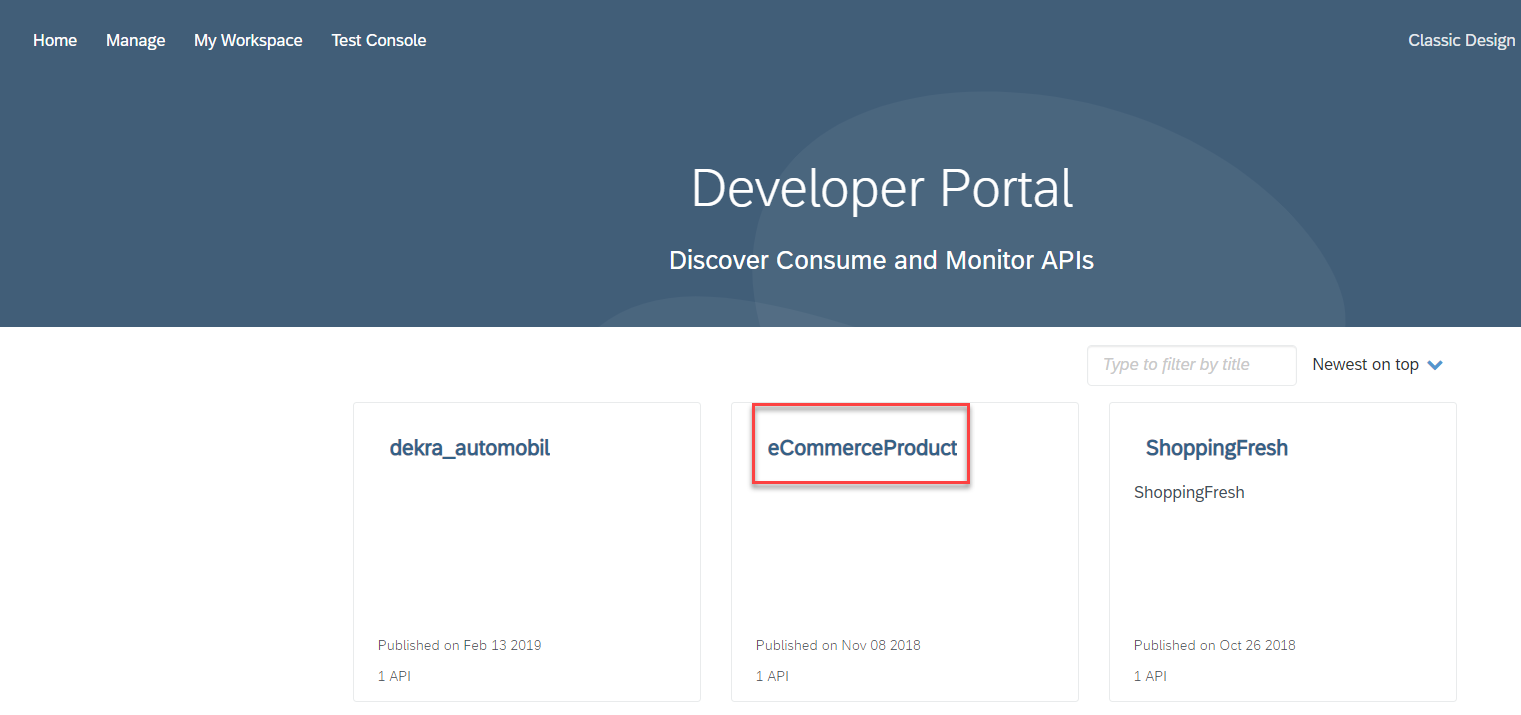 Home Manage My Workspace Test Console Classic Design
Developer Portal
Discover Consume and Monitor APIs
Type to filter by title Newest on top
dekra_automobil
Published on Feb 13 2019
1 API
eCommerceProduct
Published on Nov 08 2018
1 API
ShoppingFresh
ShoppingFresh
Published on Oct 26 2018
1 API